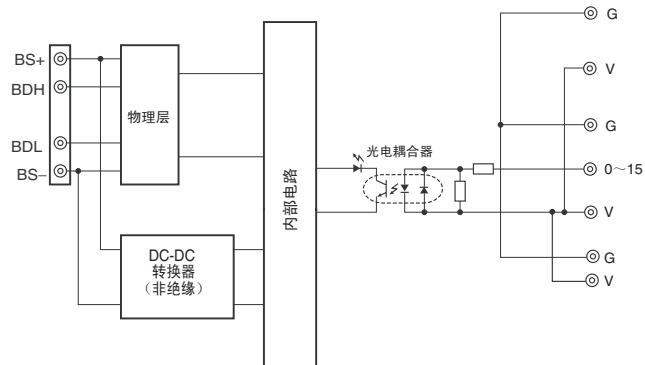 BS+
BDH
BDL
BS−
物理层
DC-DC
转换器
（非绝缘）
内部电路
光电耦合器
G
V
G
0～15
V
G
V